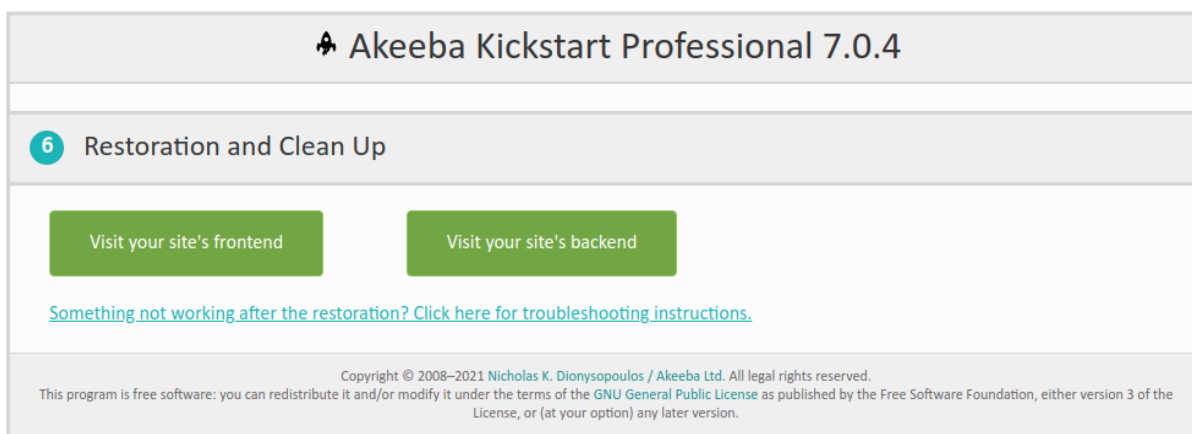 Akeeba Kickstart Professional 7.0.4
6 Restoration and Clean Up
Visit your site's frontend Visit your site's backend
Something not working after the restoration? Click here for troubleshooting instructions.
Copyright © 2008–2021 Nicholas K. Dionysopoulos / Akeeba Ltd. All legal rights reserved.
This program is free software: you can redistribute it and/or modify it under the terms of the GNU General Public License as published by the Free Software Foundation, either version 3 of the
License, or (at your option) any later version.